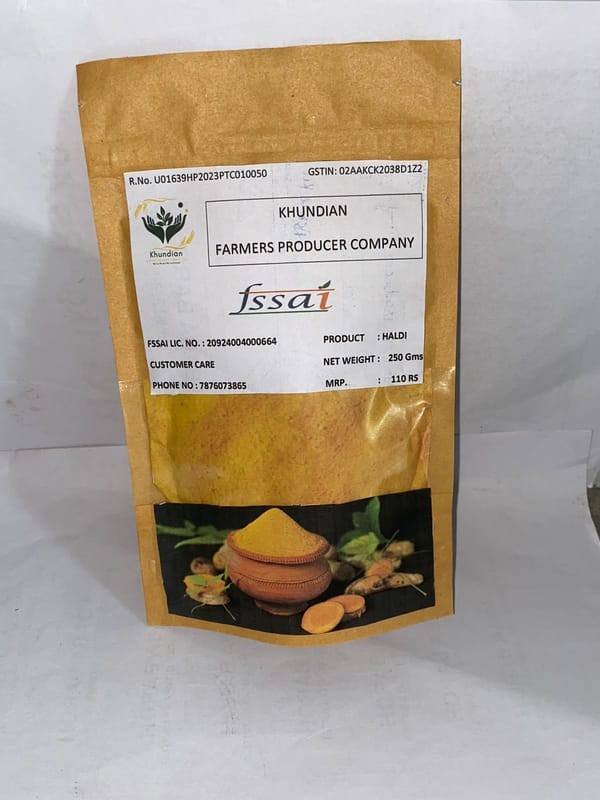 R.No. U01639HP2023PTC010050 GSTIN: 02AAKCK2038D1Z2
Khundian
KHUNDIAN
FARMERS PRODUCER COMPANY
fssai
FSSAI LIC. NO. : 20924004000664
CUSTOMER CARE
PHONE NO : 7876073865
PRODUCT : HALDI
NET WEIGHT : 250 Gms
MRP. : 110 RS